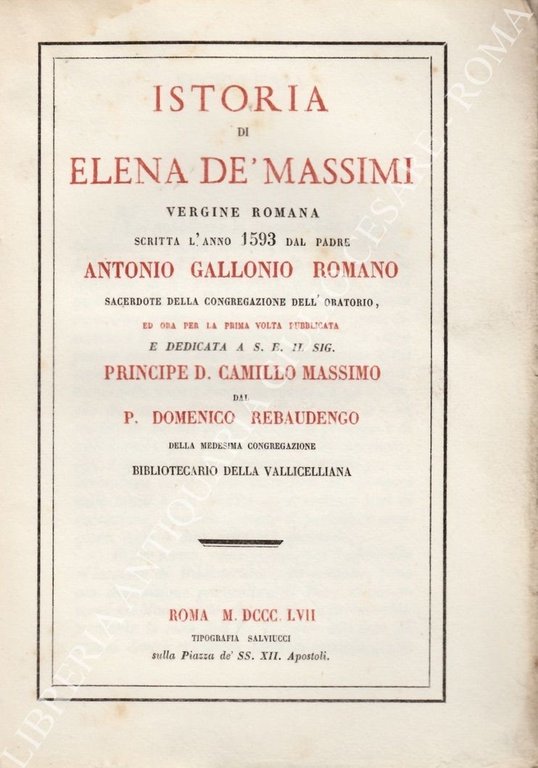 ISTORIA
DI
ELENA DE' MASSIMI
VERGINE ROMANA
SCRITTA L'ANNO 1593 DAL PADRE
ANTONIO GALLONIO ROMANO
SACERDOTE DELLA CONGREGAZIONE DELL' ORATORIO,
ED ORA PER LA PRIMA VOLTA PUBBLICATA
E DEDICATA A S. E. IL SIG.
PRINCIPE D. CAMILLO MASSIMO
DAL
P. DOMENICO REBAUDENGO
DELLA MEDESIMA CONGREGAZIONE
BIBLIOTECARIO DELLA VALLICELLIANA
ROMA M. DCCC. LVII
TIPOGRAFIA SALVIUCCI
sulla Piazza de' SS. XII. Apostoli.